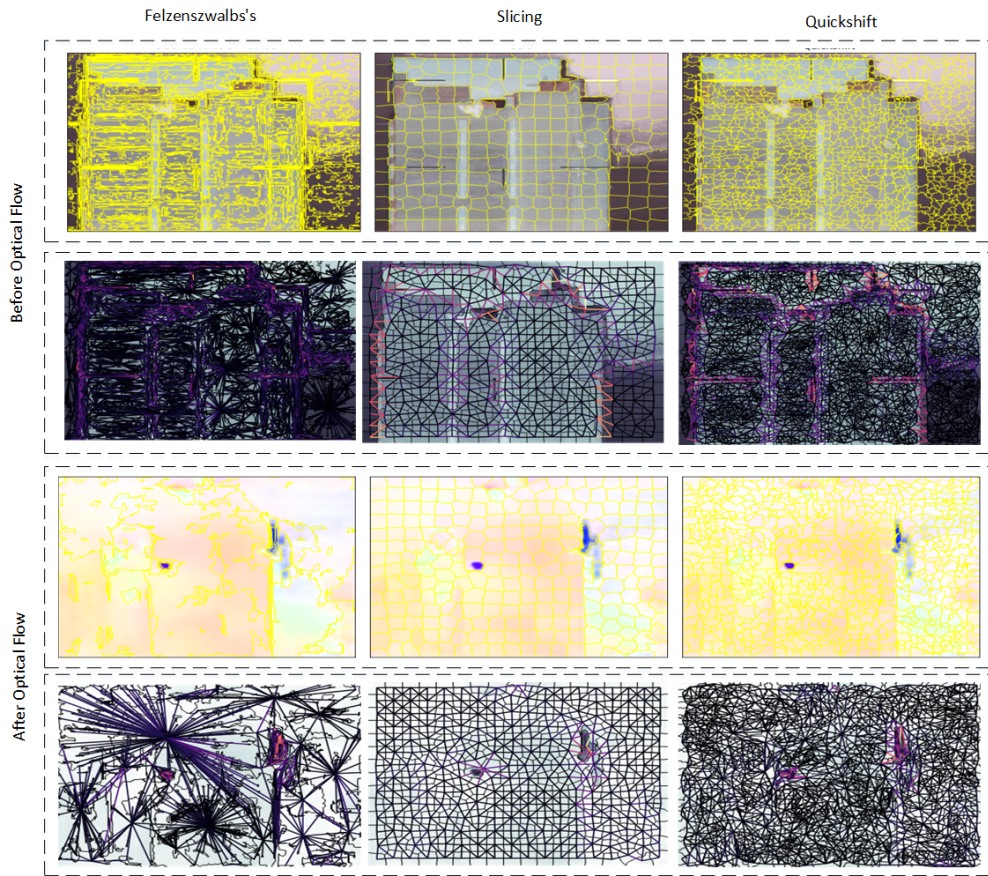 Felzenszwalbs's
Slicing
Quickshift
Before Optical Flow
After Optical Flow